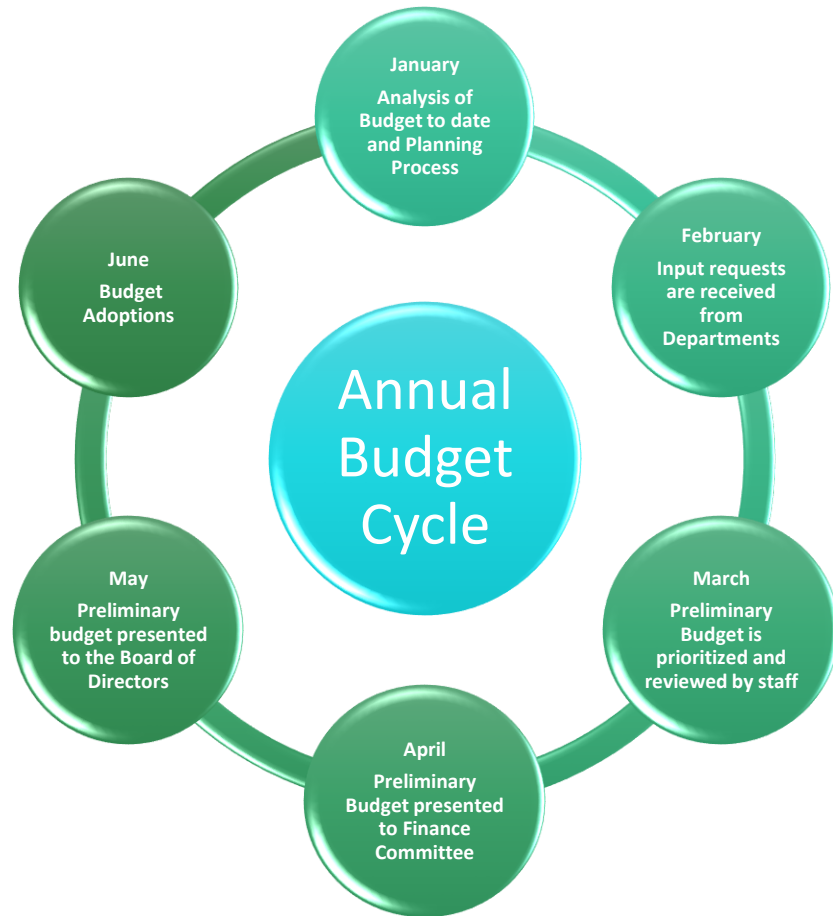 January
Analysis of
Budget to date
and Planning
Process
February
Input requests
are received
from
Departments
March
Preliminary
Budget is
prioritized and
reviewed by staff
April
Preliminary
Budget presented
to Finance
Committee
May
Preliminary
budget presented
to the Board of
Directors
June
Budget
Adoptions
Annual
Budget
Cycle